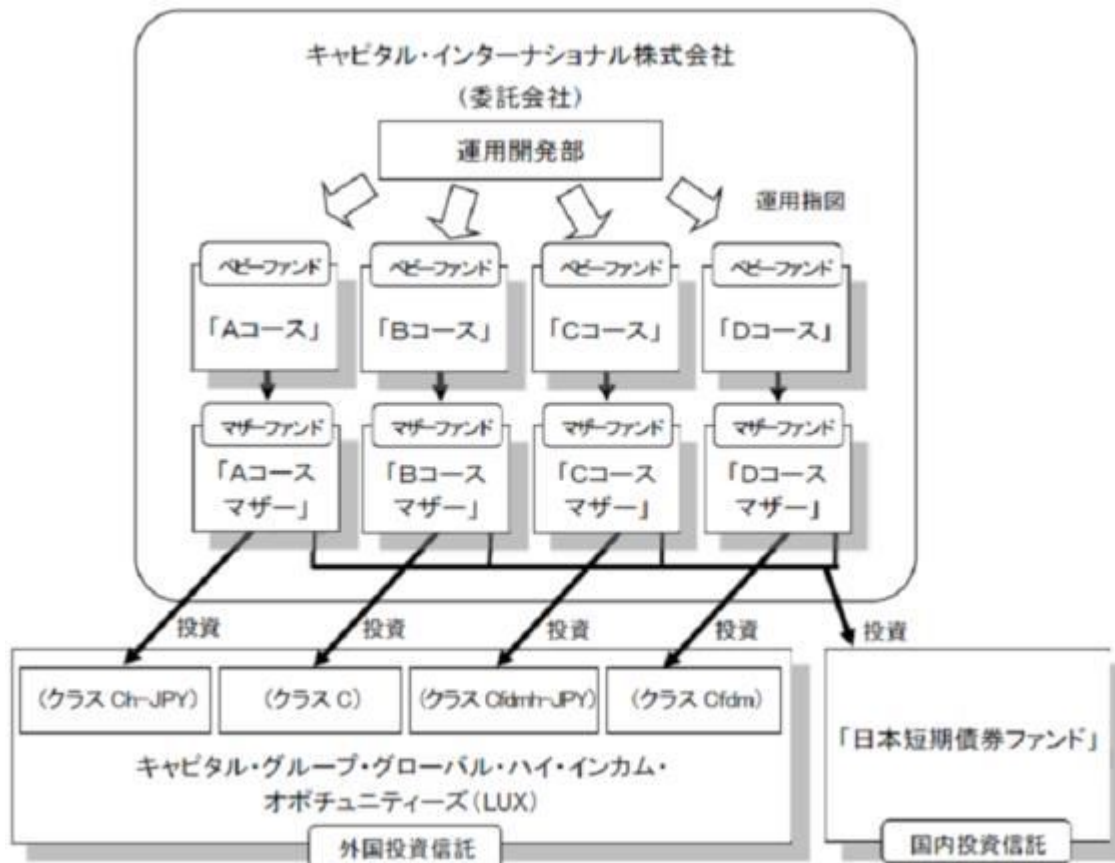 キャピタル・インターナショナル株式会社
(委託会社)
運用開発部
運用指図
ベビーファンド
ベビーファンド
ベビーファンド
ベビーファンド
「Aコース」
「Bコース」
「Cコース」
「Dコース」
マザーファンド
マザーファンド
マザーファンド
マザーファンド
「Aコース
マザー」
「Bコース
マザー」
「Cコース
マザー」
「Dコース
マザー」
投資
投資
投資
投資
投資
(クラス Ch-JPY)
(クラス C)
(クラス Cfdmh-JPY)
(クラス Cfdm)
キャピタル・グループ・グローバル・ハイ・インカム・
オポチュニティーズ(LUX)
外国投資信託
「日本短期債券ファンド」
国内投資信託